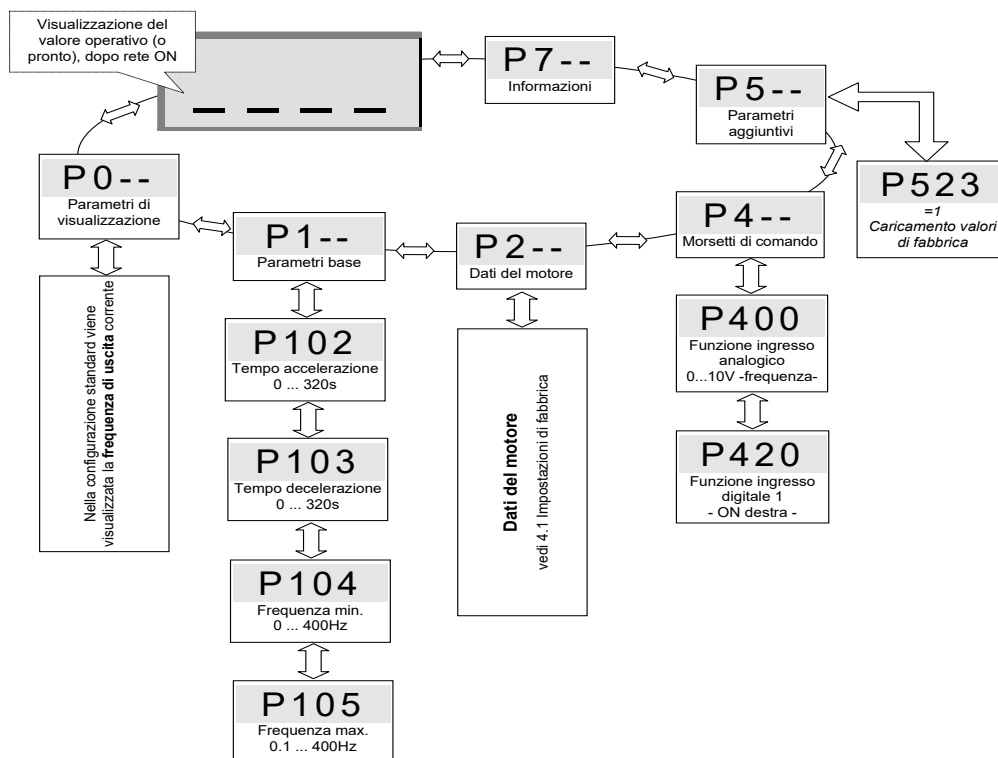 Visualizzazione del
valore operativo (o
pronto), dopo rete ON
_ _ _ _
P7--
Informazioni
P5--
Parametri
aggiuntivi
P523
=1
Caricamento valori
di fabbrica
P0--
Parametri di
visualizzazione
P1--
Parametri base
P2--
Dati del motore
P4--
Morsetti di comando
Nella configurazione standard viene
visualizzata la frequenza di uscita corrente
P102
Tempo accelerazione
0 ... 320s
P103
Tempo decelerazione
0 ... 320s
P104
Frequenza min.
0 ... 400Hz
P105
Frequenza max.
0.1 ... 400Hz
Dati del motore
vedi 4.1 Impostazioni di fabbrica
P400
Funzione ingresso
analogico
0...10V -frequenza-
P420
Funzione ingresso
digitale 1
- ON destra -